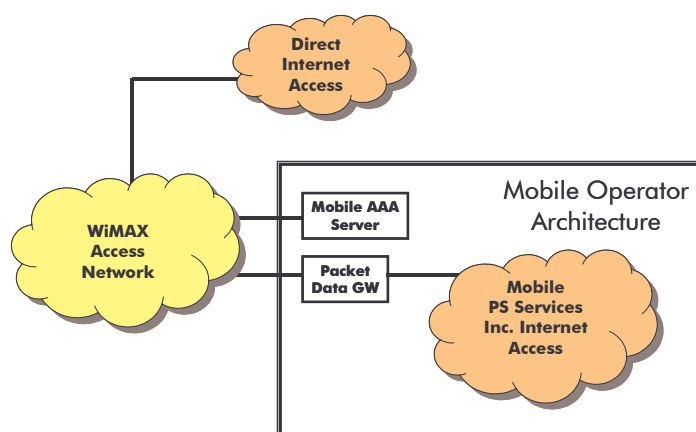 Direct
Internet
Access
Mobile Operator
Architecture
WiMAX
Access
Network
Mobile AAA
Server
Packet
Data GW
Mobile
PS Services
Inc. Internet
Access